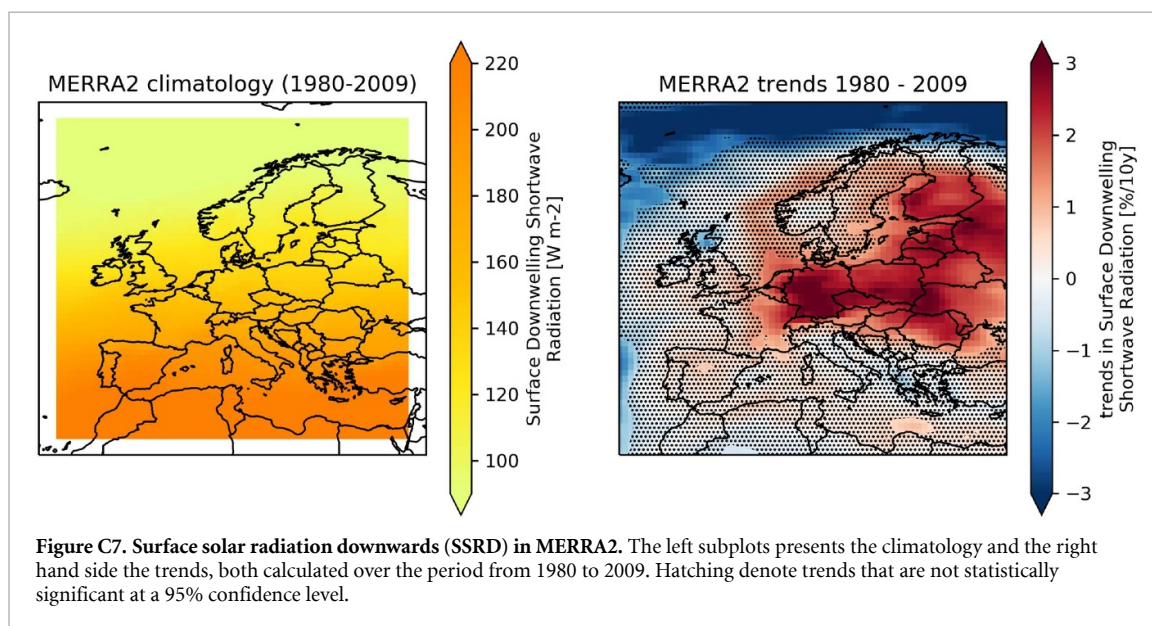 MERRA2 climatology (1980-2009)
220
200
180
160
140
120
100
Surface Downwelling Shortwave
Radiation [W m-2]
MERRA2 trends 1980 - 2009
3
2
1
0
−1
−2
−3
trends in Surface Downwelling
Shortwave Radiation [%/10y]
Figure C7. Surface solar radiation downwards (SSRD) in MERRA2. The left subplots presents the climatology and the right
hand side the trends, both calculated over the period from 1980 to 2009. Hatching denote trends that are not statistically
significant at a 95% confidence level.